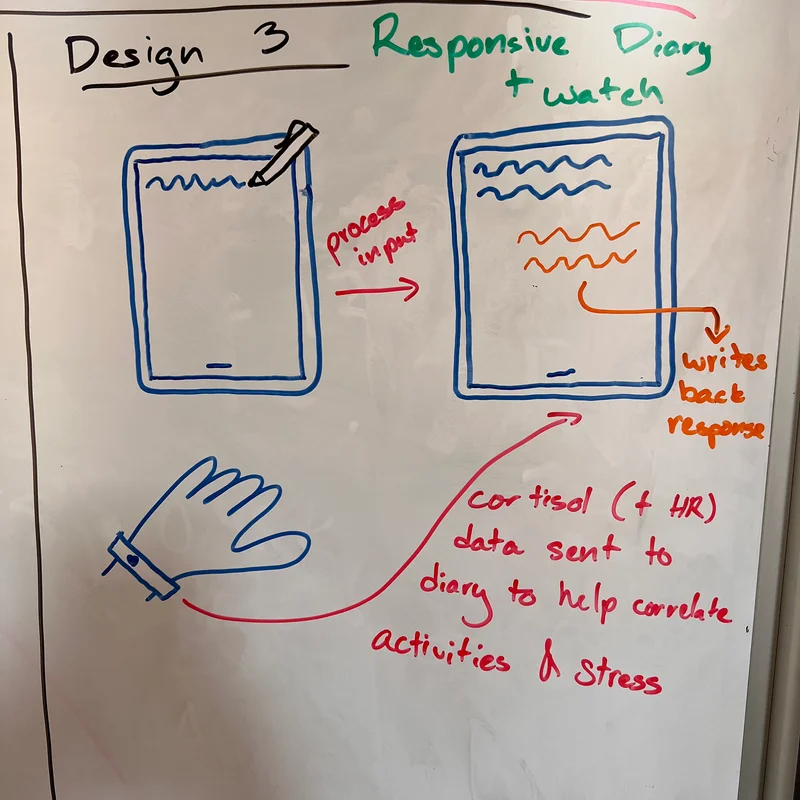 Design 3
Responsive Diary
+ watch
process
input
writes
back
response
cortisol (+ HR)
data sent to
diary to help correlate
activities & stress